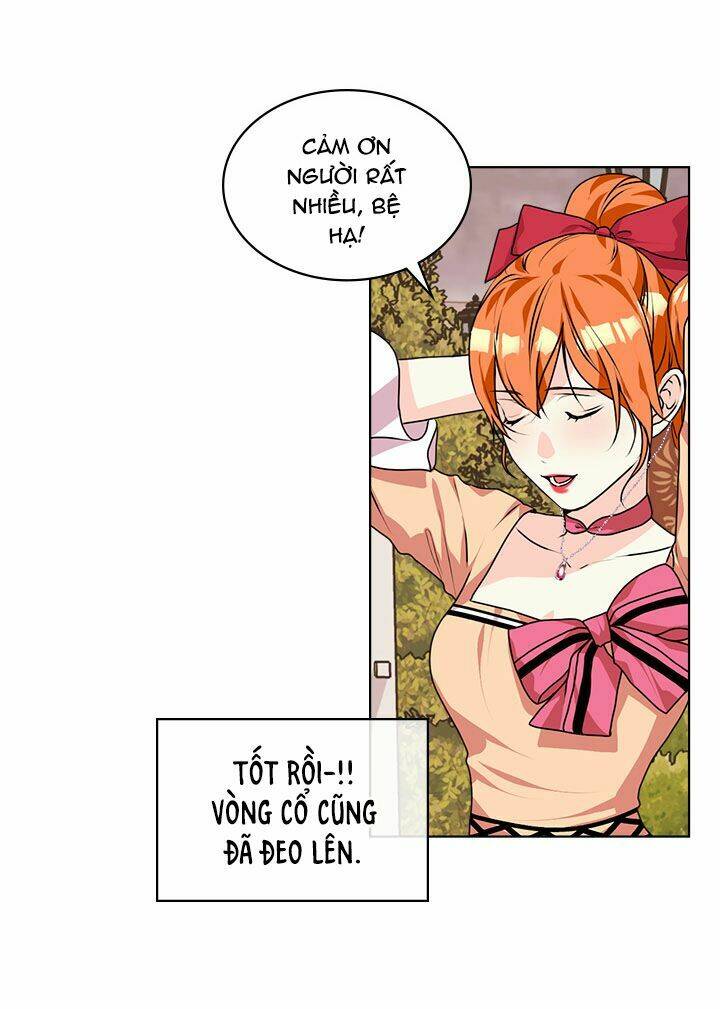 CẢM ƠN
NGƯỜI RẤT
NHIỀU, BỆ
HẠ!
TỐT RỒI-!!
VÒNG CỔ CŨNG
ĐÃ ĐEO LÊN.